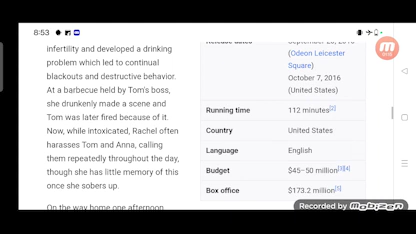 8:53
infertility and developed a drinking
problem which led to continual
blackouts and destructive behavior.
At a barbecue held by Tom's boss,
she drunkenly made a scene and
Tom was later fired because of it.
Now, while intoxicated, Rachel often
harasses Tom and Anna, calling
them repeatedly throughout the day,
though she has little memory of this
once she sobers up.
On the way home one afternoon
(Odeon Leicester
Square)
October 7, 2016
(United States)
Running time 112 minutes[2]
Country United States
Language English
Budget $45–50 million[3][4]
Box office $173.2 million[5]
Recorded by Mobizen